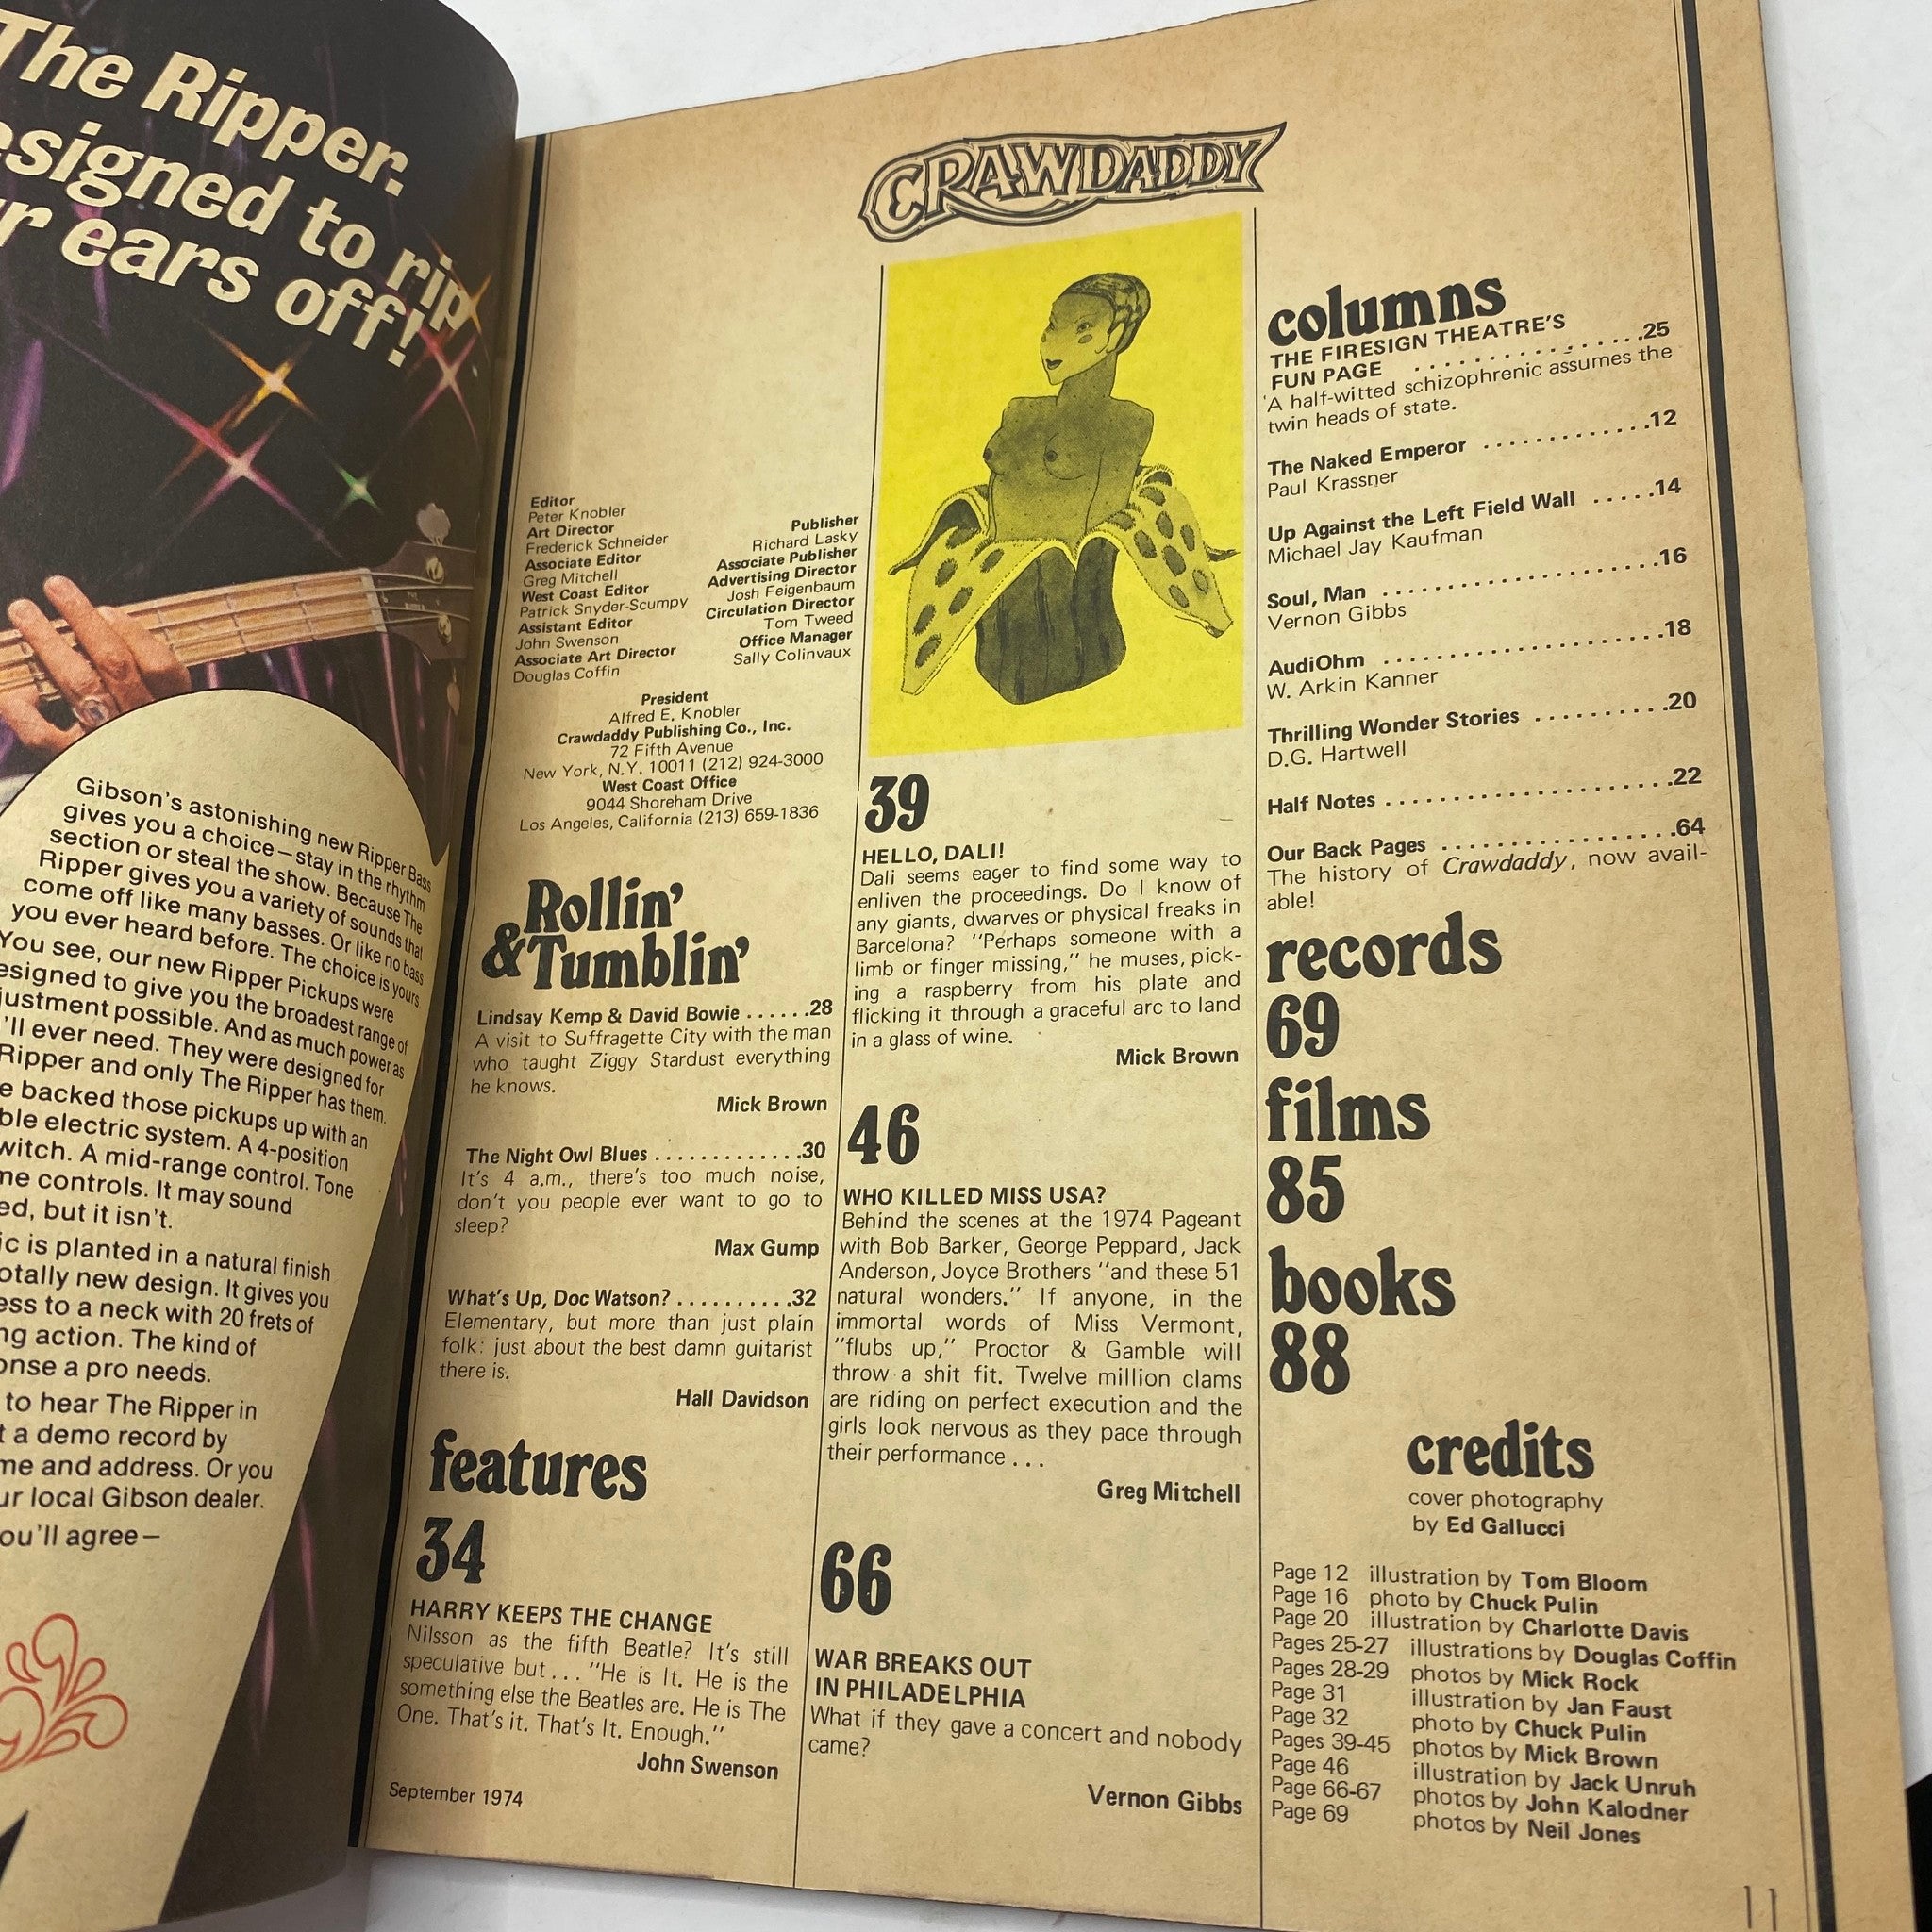 The Ripper.
designed to rip
ears off!
Gibson's astonishing new Ripper Bass
gives you a choice—stay in the rhythm
section or steal the show. Because The
Ripper gives you a variety of sounds that
come off like many basses. Or like no bass
you ever heard before. The choice is yours.
You see, our new Ripper Pickups were
esigned to give you the broadest range of
justment possible. And as much power as
'll ever need. They were designed for
Ripper and only The Ripper has them.
e backed those pickups up with an
ble electric system. A 4-position
witch. A mid-range control. Tone
me controls. It may sound
ed, but it isn't.
ic is planted in a natural finish
otally new design. It gives you
ess to a neck with 20 frets of
ng action. The kind of
onse a pro needs.
to hear The Ripper in
t a demo record by
me and address. Or you
ur local Gibson dealer.
ou'll agree—
CRAWDADDY
Editor
Peter Knobler
Art Director
Frederick Schneider
Associate Editor
Greg Mitchell
West Coast Editor
Patrick Snyder-Scumpy
Assistant Editor
John Swenson
Associate Art Director
Douglas Coffin
Publisher
Richard Lasky
Associate Publisher
Advertising Director
Josh Feigenbaum
Circulation Director
Tom Tweed
Office Manager
Sally Colinvaux
President
Alfred E. Knobler
Crawdaddy Publishing Co., Inc.
72 Fifth Avenue
New York, N.Y. 10011 (212) 924-3000
West Coast Office
9044 Shoreham Drive
Los Angeles, California (213) 659-1836
Rollin'
&Tumblin'
Lindsay Kemp & David Bowie ......28
A visit to Suffragette City with the man
who taught Ziggy Stardust everything
he knows.
Mick Brown
The Night Owl Blues .............30
It's 4 a.m., there's too much noise,
don't you people ever want to go to
sleep?
Max Gump
What's Up, Doc Watson? ..........32
Elementary, but more than just plain
folk: just about the best damn guitarist
there is.
Hall Davidson
features
34
HARRY KEEPS THE CHANGE
Nilsson as the fifth Beatle? It's still
speculative but... "He is It. He is the
something else the Beatles are. He is The
One. That's it. That's It. Enough."
John Swenson
September 1974
39
HELLO, DALI!
Dali seems eager to find some way to
enliven the proceedings. Do I know of
any giants, dwarves or physical freaks in
Barcelona? "Perhaps someone with a
limb or finger missing," he muses, pick-
ing a raspberry from his plate and
flicking it through a graceful arc to land
in a glass of wine.
Mick Brown
46
WHO KILLED MISS USA?
Behind the scenes at the 1974 Pageant
with Bob Barker, George Peppard, Jack
Anderson, Joyce Brothers "and these 51
natural wonders." If anyone, in the
immortal words of Miss Vermont,
"flubs up," Proctor & Gamble will
throw a shit fit. Twelve million clams
are riding on perfect execution and the
girls look nervous as they pace through
their performance ...
Greg Mitchell
66
WAR BREAKS OUT
IN PHILADELPHIA
What if they gave a concert and nobody
came?
Vernon Gibbs
columns
THE FIRESIGN THEATRE'S
FUN PAGE ................25
A half-witted schizophrenic assumes the
twin heads of state.
The Naked Emperor .............12
Paul Krassner
Up Against the Left Field Wall .....14
Michael Jay Kaufman
Soul, Man .....................16
Vernon Gibbs
AudiOhm .....................18
W. Arkin Kanner
Thrilling Wonder Stories ..........20
D.G. Hartwell
Half Notes .....................22
Our Back Pages .................64
The history of Crawdaddy, now avail-
able!
records
69
films
85
books
88
credits
cover photography
by Ed Gallucci
Page 12 illustration by Tom Bloom
Page 16 photo by Chuck Pulin
Page 20 illustration by Charlotte Davis
Pages 25-27 illustrations by Douglas Coffin
Pages 28-29 photos by Mick Rock
Page 31 illustration by Jan Faust
Page 32 photo by Chuck Pulin
Pages 39-45 photos by Mick Brown
Page 46 illustration by Jack Unruh
Page 66-67 photos by John Kalodner
Page 69 photos by Neil Jones
11